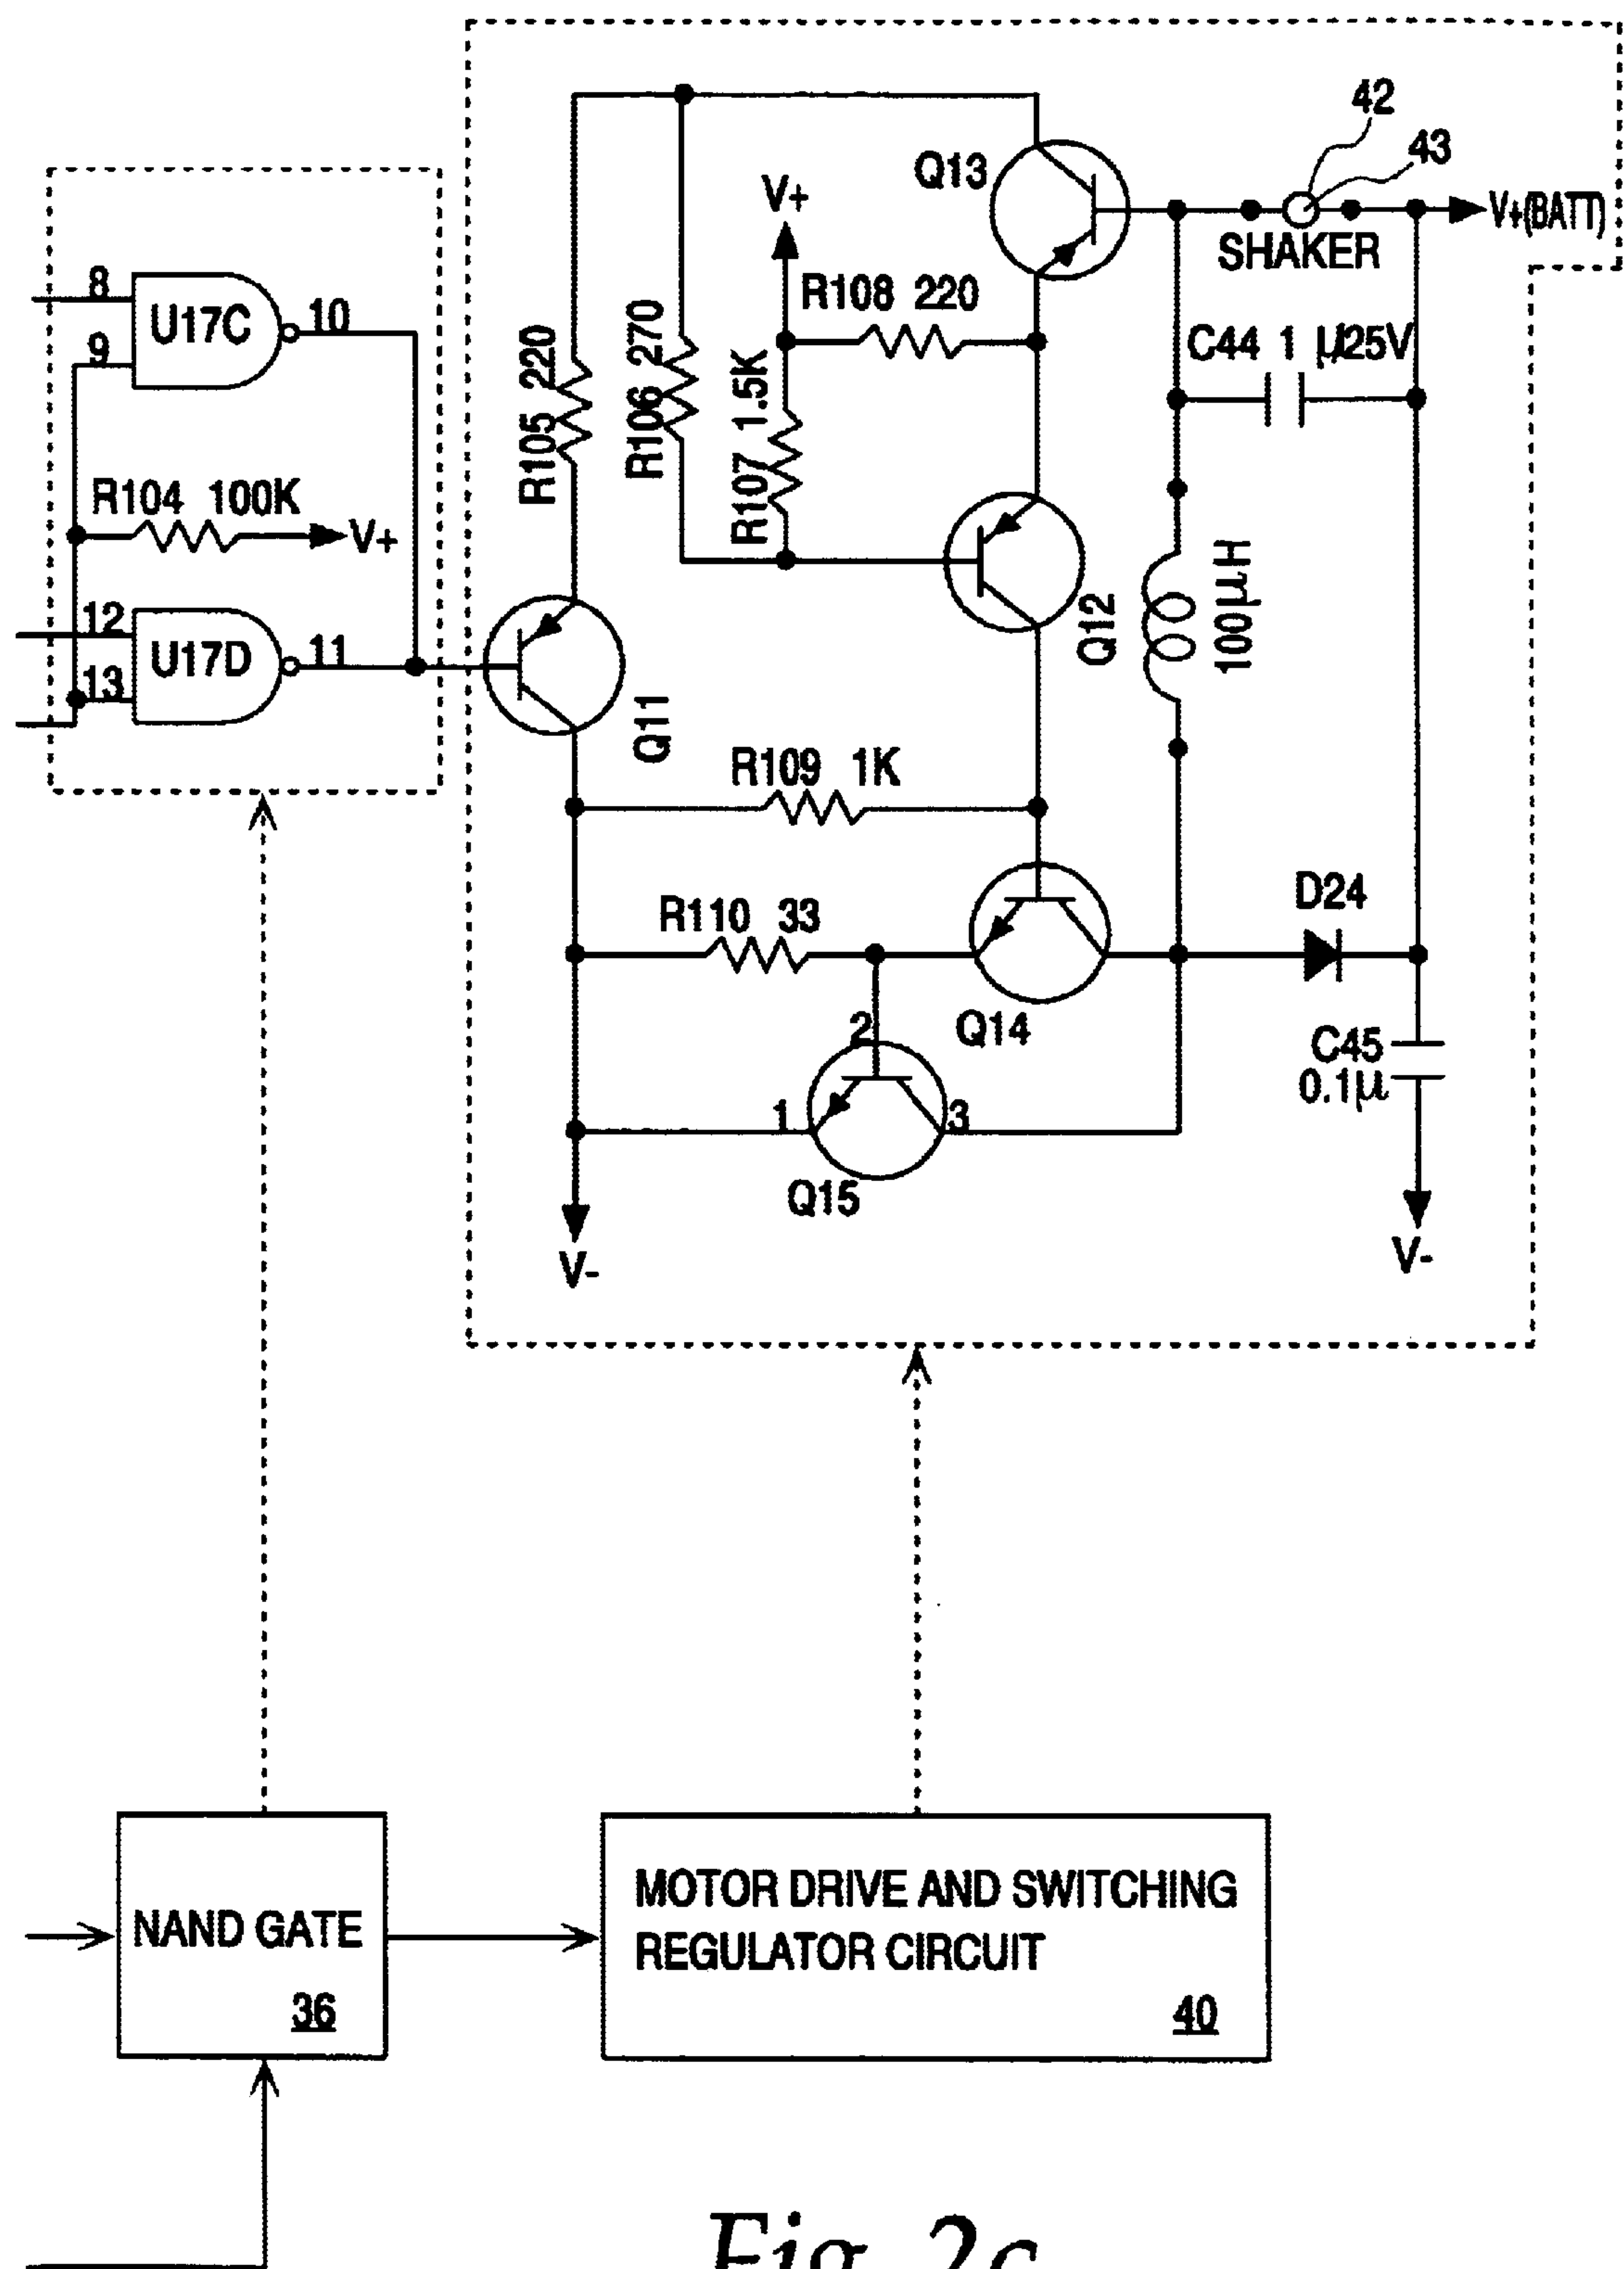 42
43
Q13
V+
V+(BATT)
SHAKER
8
U17C
10
9
R108 220
C44 1 µ25V
R105 220
R106 270
R107 1.5K
R104 100K
V+
12
U17D
11
13
Q11
Q12
100µH
R109 1K
R110 33
D24
2
Q14
C45
0.1µ
1
3
Q15
V-
V-
NAND GATE
36
MOTOR DRIVE AND SWITCHING
REGULATOR CIRCUIT
40
Fig. 2c